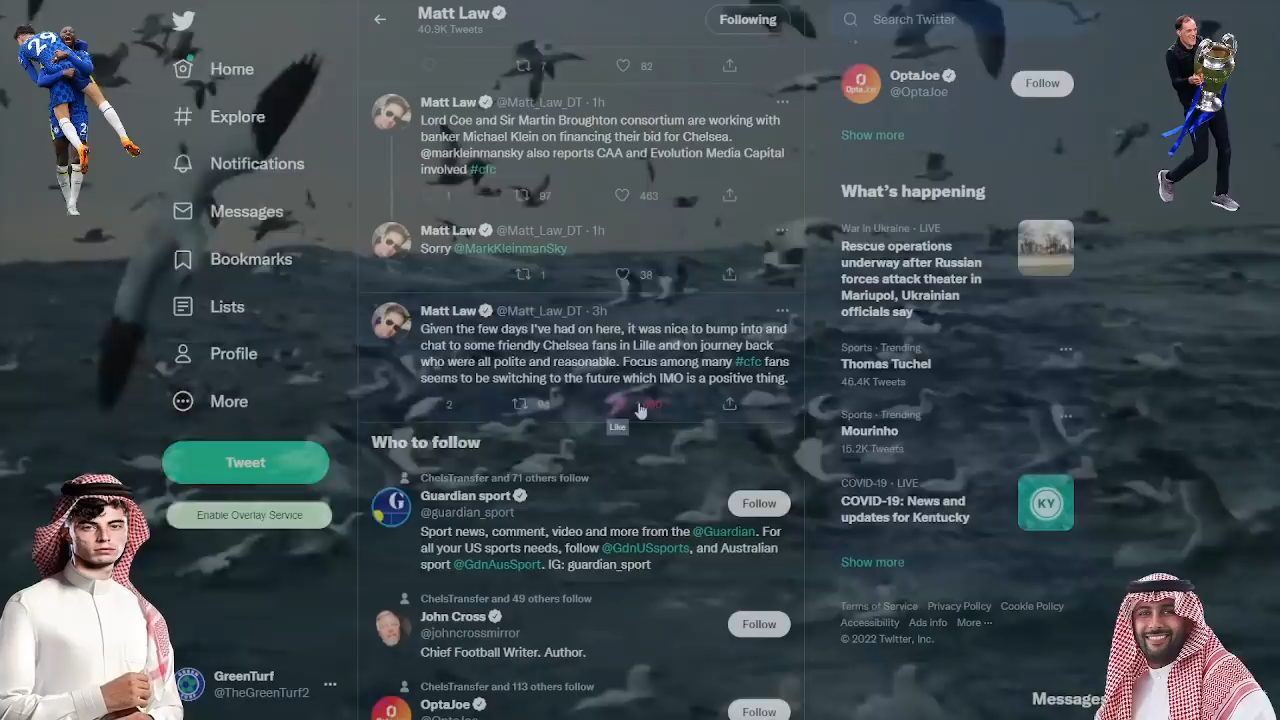 Home
Explore
Notifications
Messages
Bookmarks
Lists
Profile
More
Tweet
Enable Overlay Service
GreenTurf
@TheGreenTurf2
Matt Law
40.9K Tweets
Following
7 82
Matt Law @Matt_Law_DT · 1h
Lord Coe and Sir Martin Broughton consortium are working with
banker Michael Klein on financing their bid for Chelsea.
@markleinmansky also reports CAA and Evolution Media Capital
involved #cfc
97 463
Matt Law @Matt_Law_DT · 1h
Sorry @MarkKleinmanSky
1 38
Matt Law @Matt_Law_DT · 3h
Given the few days I've had on here, it was nice to bump into and
chat to some friendly Chelsea fans in Lille and on journey back
who were all polite and reasonable. Focus among many #cfc fans
seems to be switching to the future which IMO is a positive thing.
2
Like
Who to follow
ChelsTransfer and 71 others follow
Guardian sport
@guardian_sport
Follow
Sport news, comment, video and more from the @Guardian. For
all your US sports needs, follow @GdnUSsports, and Australian
sport @GdnAusSport. IG: guardian_sport
ChelsTransfer and 49 others follow
John Cross
@johncrossmirror
Follow
Chief Football Writer. Author.
ChelsTransfer and 113 others follow
OptaJoe
@OptaJoe
Follow
Search Twitter
OptaJoe
@OptaJoe
Follow
Show more
What's happening
War in Ukraine · LIVE
Rescue operations
underway after Russian
forces attack theater in
Mariupol, Ukrainian
officials say
Sports · Trending
Thomas Tuchel
46.4K Tweets
Sports · Trending
Mourinho
15.2K Tweets
COVID-19 · LIVE
COVID-19: News and
updates for Kentucky
KY
Show more
Terms of Service Privacy Policy Cookie Policy
Accessibility Ads info More ···
© 2022 Twitter, Inc.
Messages
29